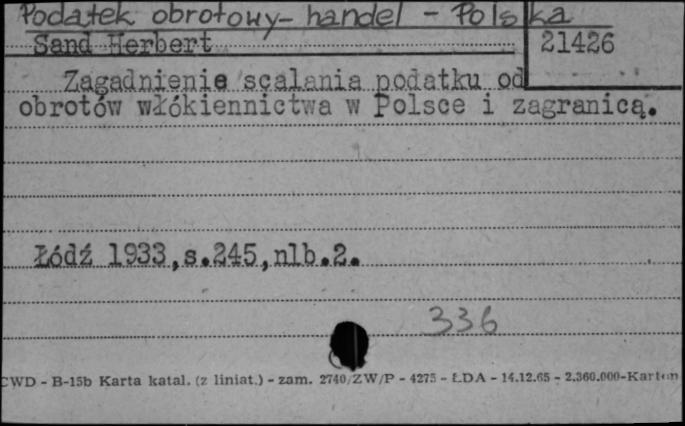 Podatek obrotowy - handel - Polska
Sand Herbert 21426
Zagadnienie scalania podatku od
obrotów włókiennictwa w Polsce i zagranicą.
Łódź 1933,s.245,nlb.2.
336
CWD - B-15b Karta katal. (z liniat.) - zam. 2740/ZW/P - 4275 - ŁDA - 14.12.65 - 2.360.000-Karton